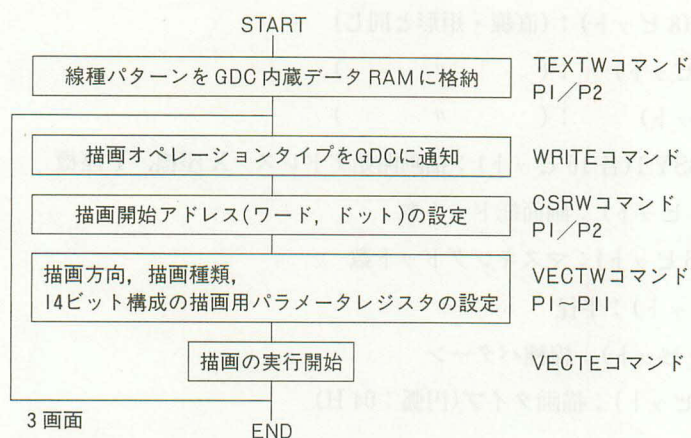 START
線種パターンをGDC内蔵データRAMに格納
TEXTWコマンド
P1／P2
描画オペレーションタイプをGDCに通知
WRITEコマンド
描画開始アドレス(ワード，ドット)の設定
CSRWコマンド
P1／P2
描画方向，描画種類，
14ビット構成の描画用パラメータレジスタの設定
VECTWコマンド
P1～P11
描画の実行開始
VECTEコマンド
3画面
END